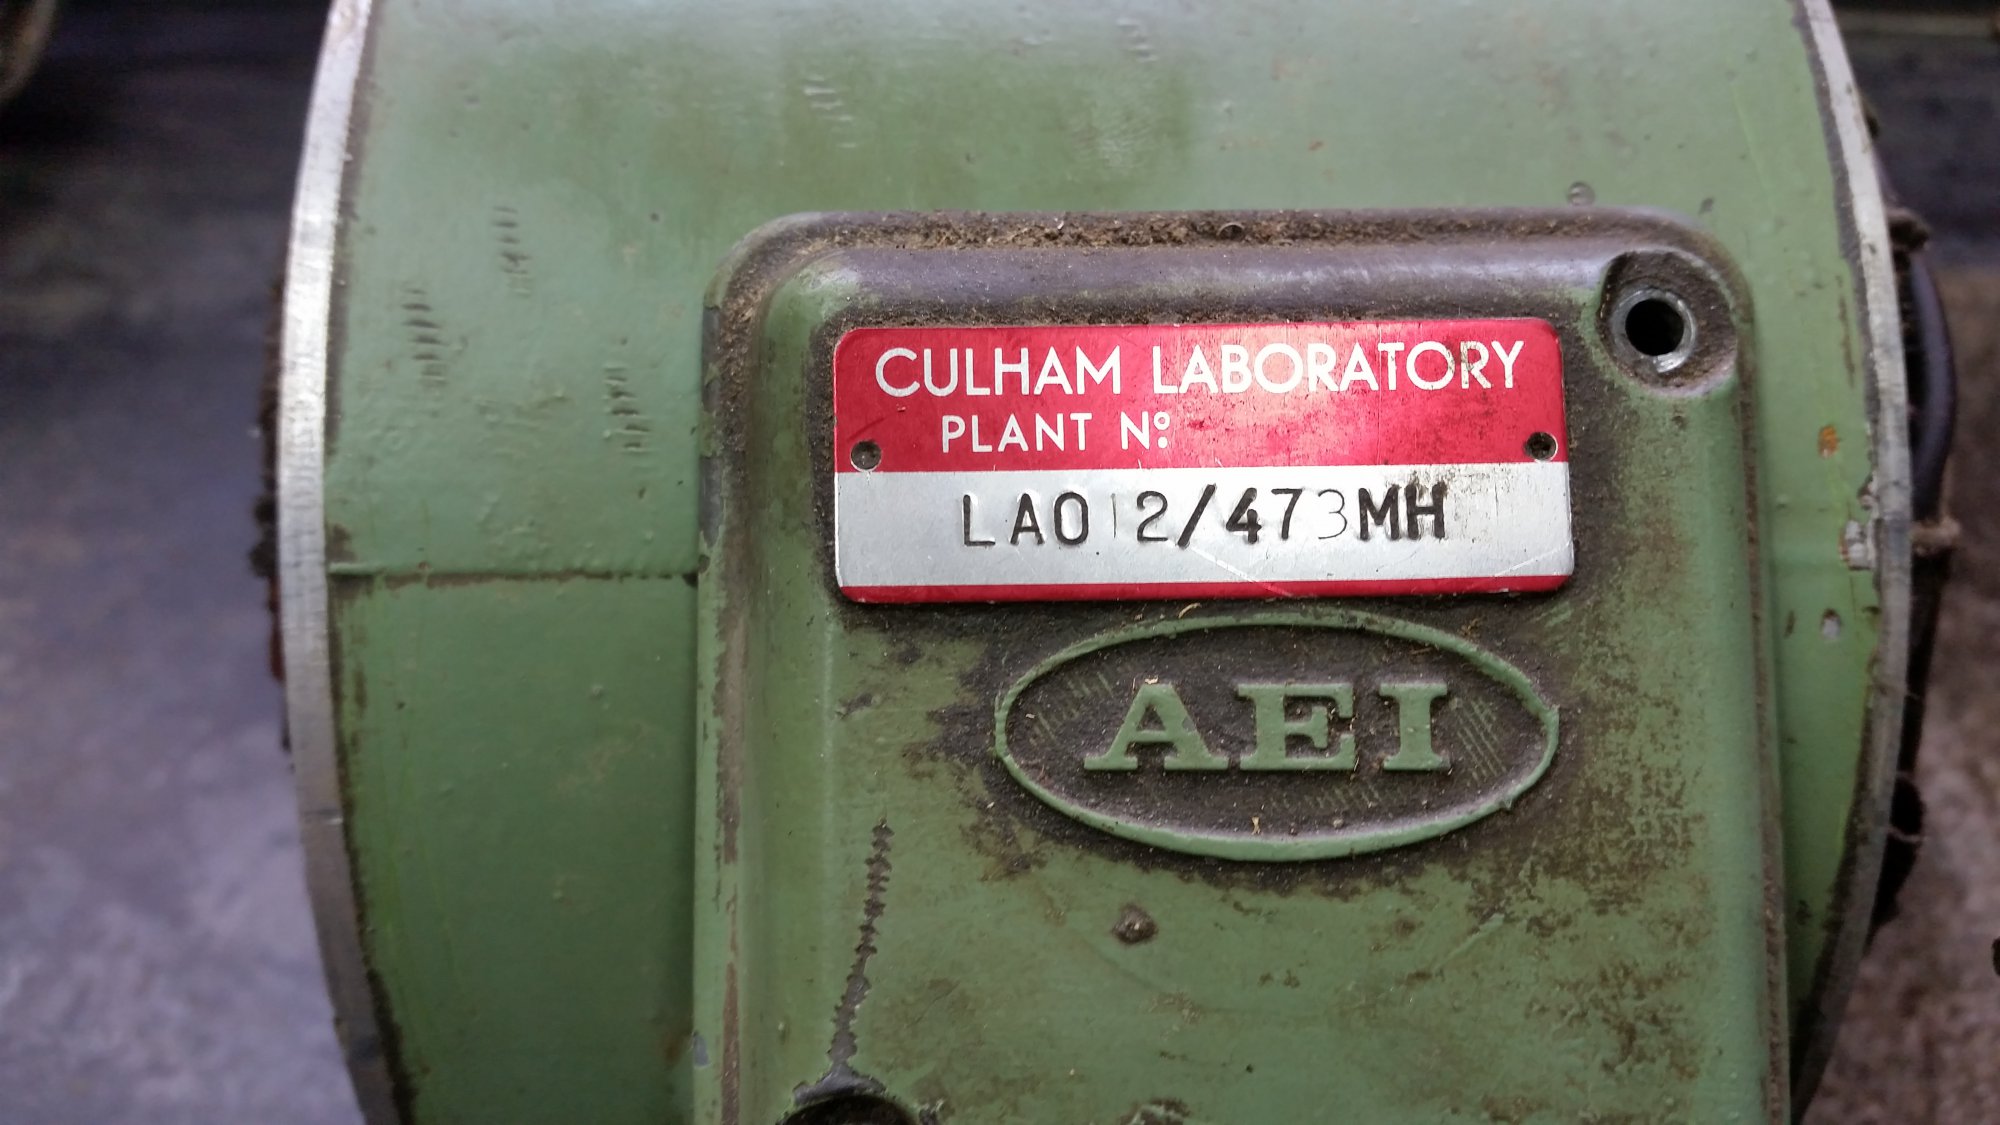 CULHAM LABORATORY
PLANT Nº:
LA012/473MH
AEI